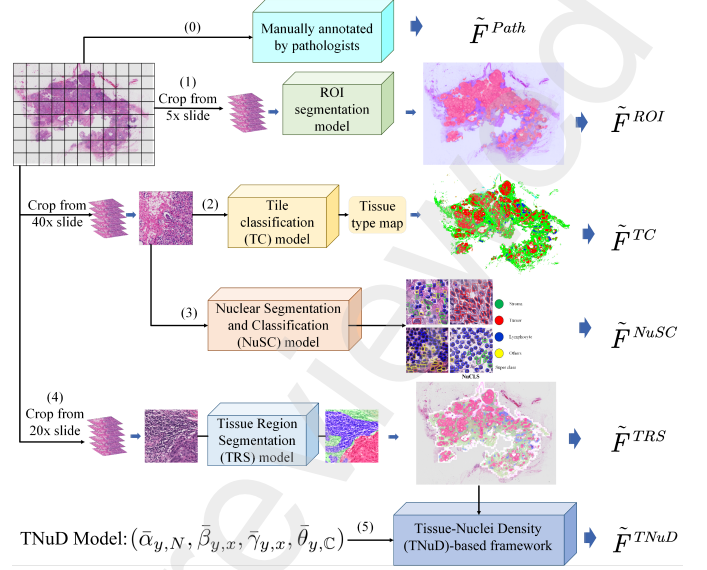 (0)
Manually annotated
by pathologists
F̃^Path
(1)
Crop from
5x slide
ROI
segmentation
model
F̃^ROI
Crop from
40x slide
(2)
Tile
classification
(TC) model
Tissue
type map
F̃^TC
(3)
Nuclear Segmentation
and Classification
(NuSC) model
Stroma
Tumor
Lymphocyte
Others
Super class
NuCLS
F̃^NuSC
(4)
Crop from
20x slide
Tissue Region
Segmentation
(TRS) model
F̃^TRS
TNuD Model: (ᾱ_{y,N}, β̄_{y,x}, γ̄_{y,x}, θ̄_{y,ℂ})
(5)
Tissue-Nuclei Density
(TNuD)-based framework
F̃^TNuD